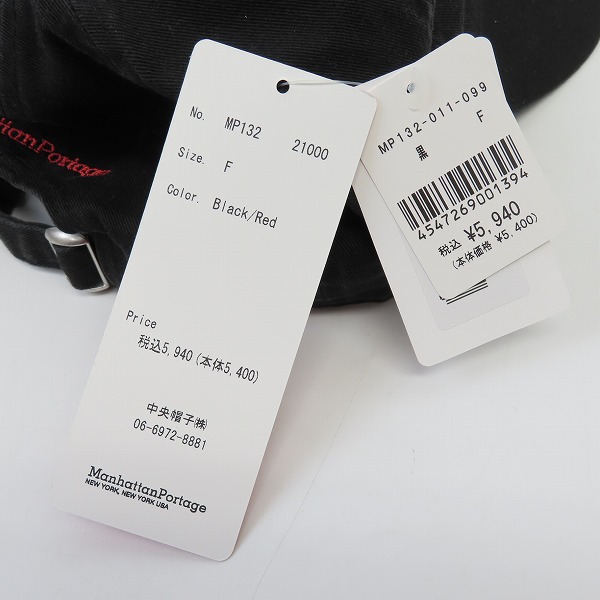 hattanPortage
No. MP132 21000
Size. F
Color. Black/Red
Price
税込5,940(本体5,400)
中央帽子㈱
06-6972-8881
ManhattanPortage
NEW YORK, NEW YORK USA
MP132-011-099
黒 F
4547269001394
税込 ¥5,940
(本体価格 ¥5,400)